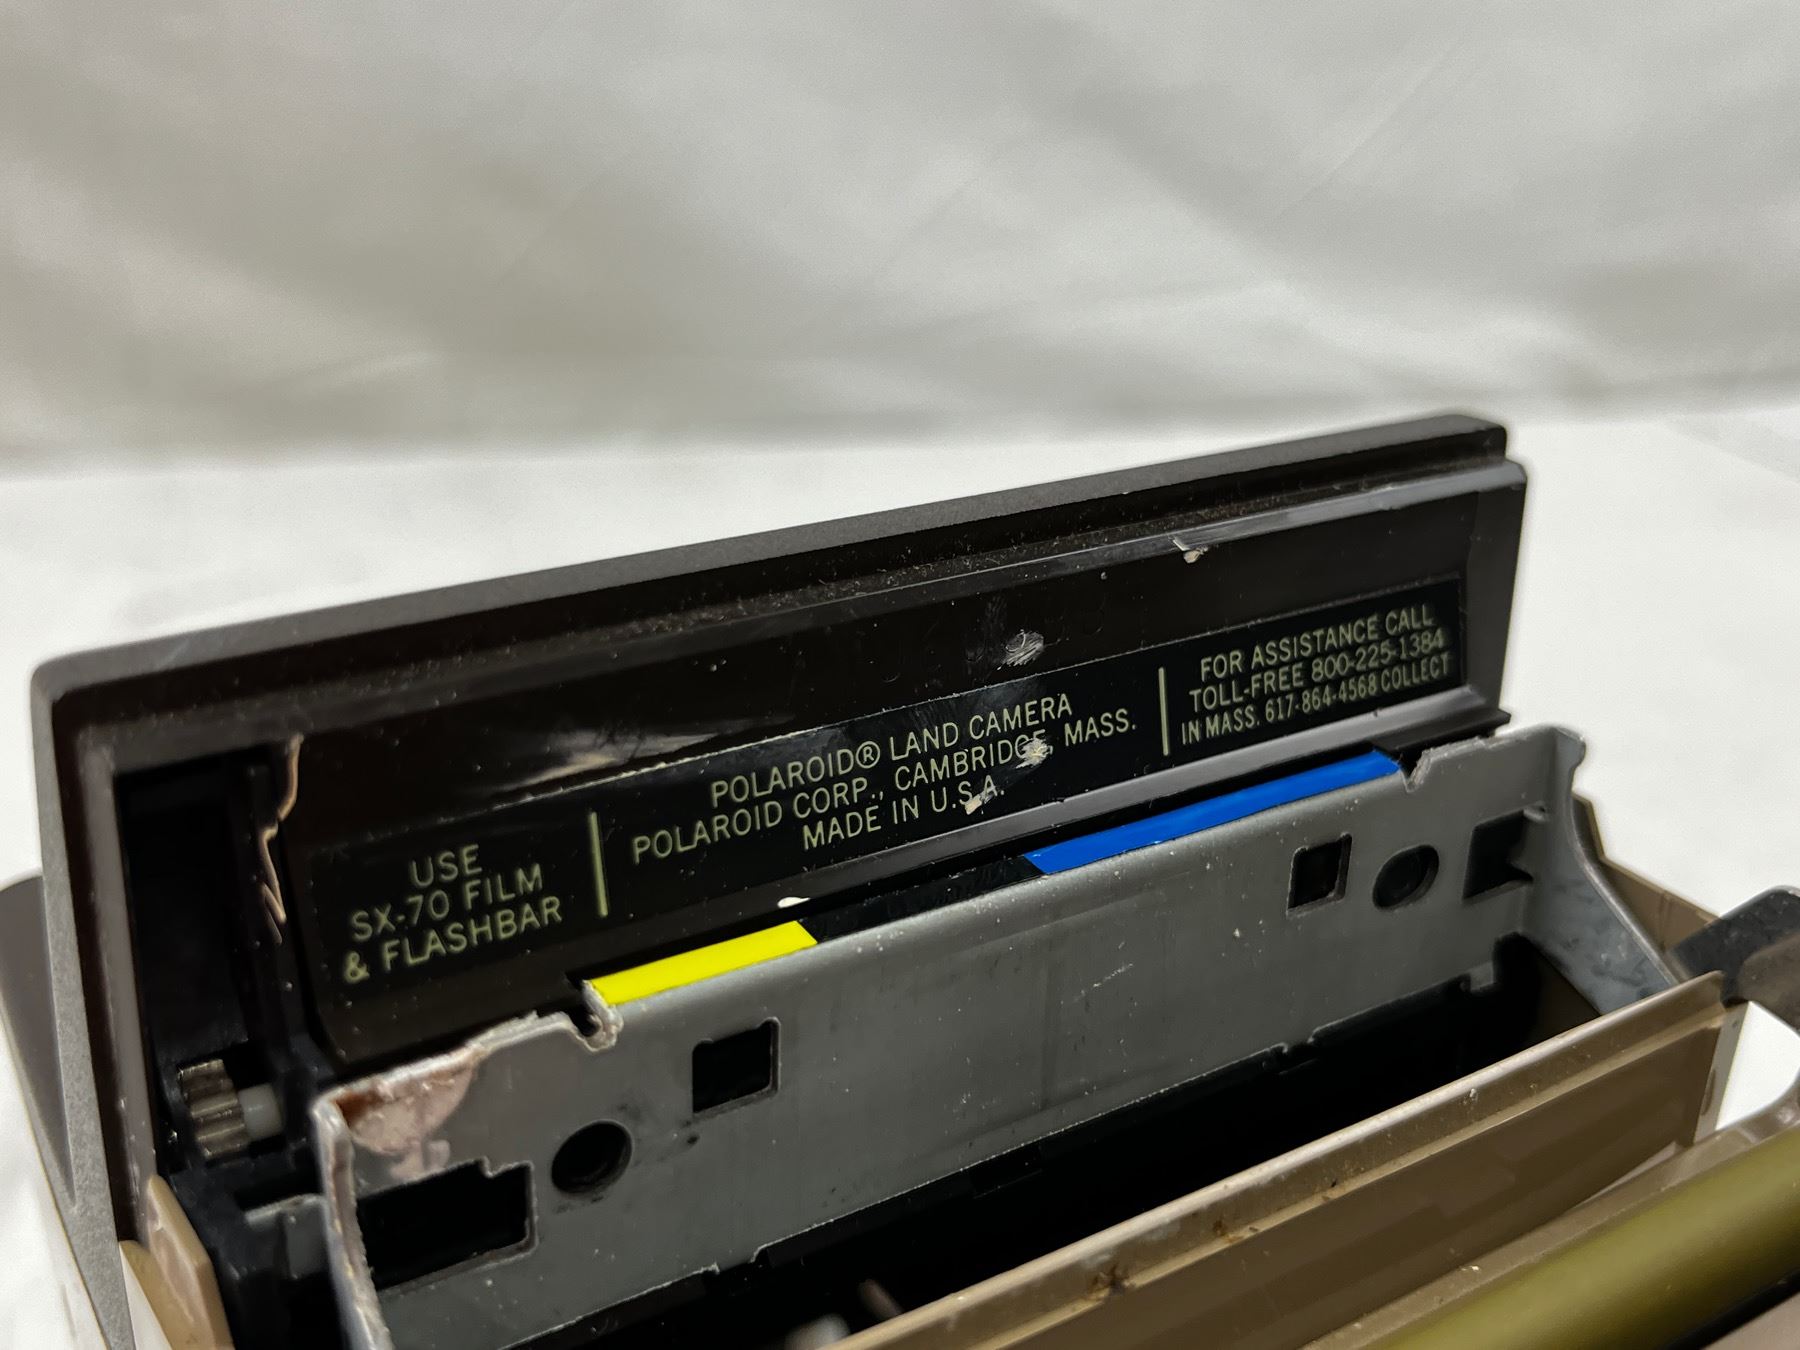 USE
SX-70 FILM
& FLASHBAR
POLAROID® LAND CAMERA
POLAROID CORP., CAMBRIDGE, MASS.
MADE IN U.S.A.
FOR ASSISTANCE CALL
TOLL-FREE 800-225-1384
IN MASS. 617-864-4568 COLLECT